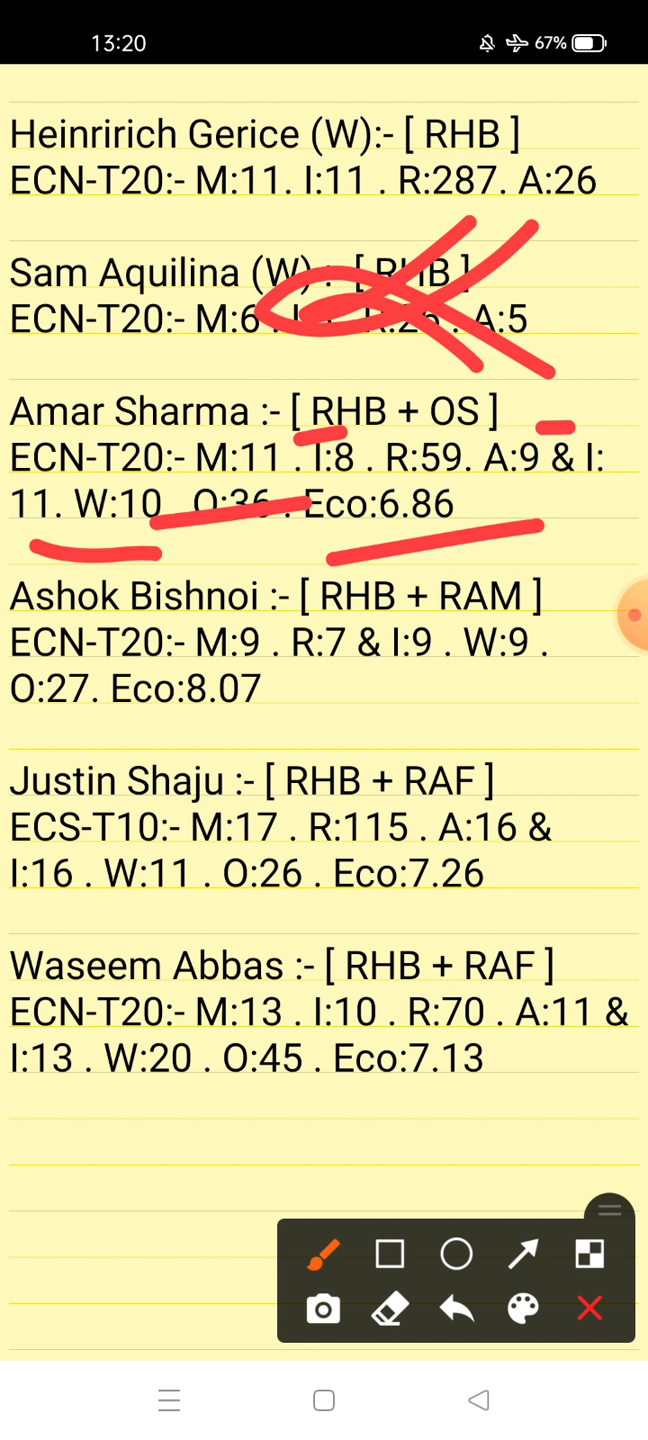 13:20
67%
Heinririch Gerice (W):- [ RHB ]
ECN-T20:- M:11. I:11 . R:287. A:26
Sam Aquilina (W) :- [ RHB ]
ECN-T20:- M:6 . R:26 . A:5
Amar Sharma :- [ RHB + OS ]
ECN-T20:- M:11 . I:8 . R:59. A:9 & I:
11. W:10 . O:36 . Eco:6.86
Ashok Bishnoi :- [ RHB + RAM ]
ECN-T20:- M:9 . R:7 & I:9 . W:9 .
O:27. Eco:8.07
Justin Shaju :- [ RHB + RAF ]
ECS-T10:- M:17 . R:115 . A:16 &
I:16 . W:11 . O:26 . Eco:7.26
Waseem Abbas :- [ RHB + RAF ]
ECN-T20:- M:13 . I:10 . R:70 . A:11 &
I:13 . W:20 . O:45 . Eco:7.13